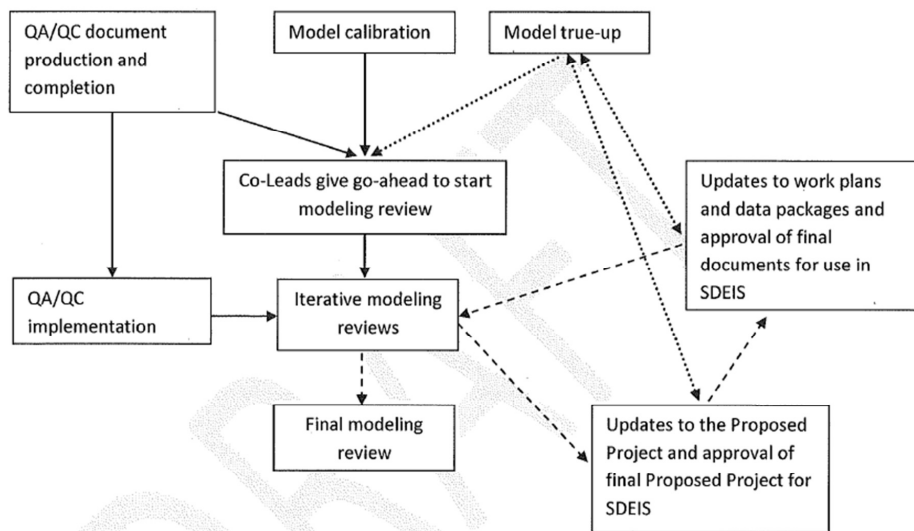 QA/QC document
production and
completion
Model calibration
Model true-up
Co-Leads give go-ahead to start
modeling review
Updates to work plans
and data packages and
approval of final
documents for use in
SDEIS
QA/QC
implementation
Iterative modeling
reviews
Final modeling
review
Updates to the Proposed
Project and approval of
final Proposed Project for
SDEIS
DRAFT